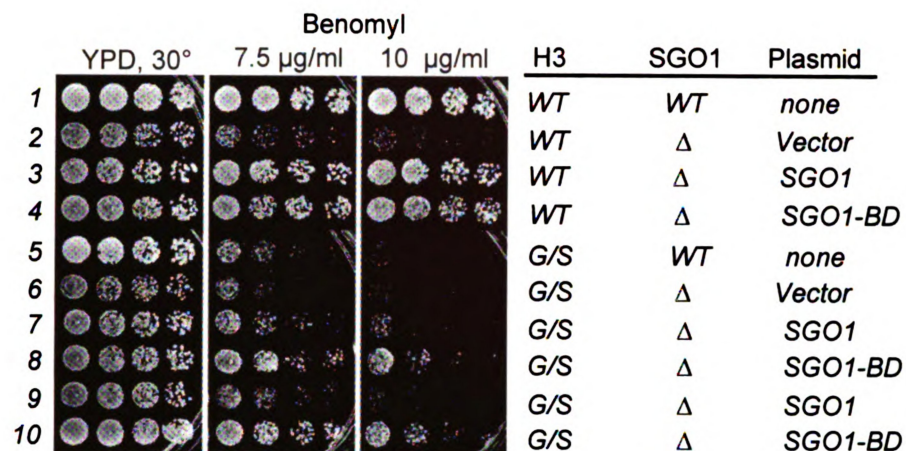 Benomyl
YPD, 30° 7.5 µg/ml 10 µg/ml H3 SGO1 Plasmid
1 WT WT none
2 WT Δ Vector
3 WT Δ SGO1
4 WT Δ SGO1-BD
5 G/S WT none
6 G/S Δ Vector
7 G/S Δ SGO1
8 G/S Δ SGO1-BD
9 G/S Δ SGO1
10 G/S Δ SGO1-BD